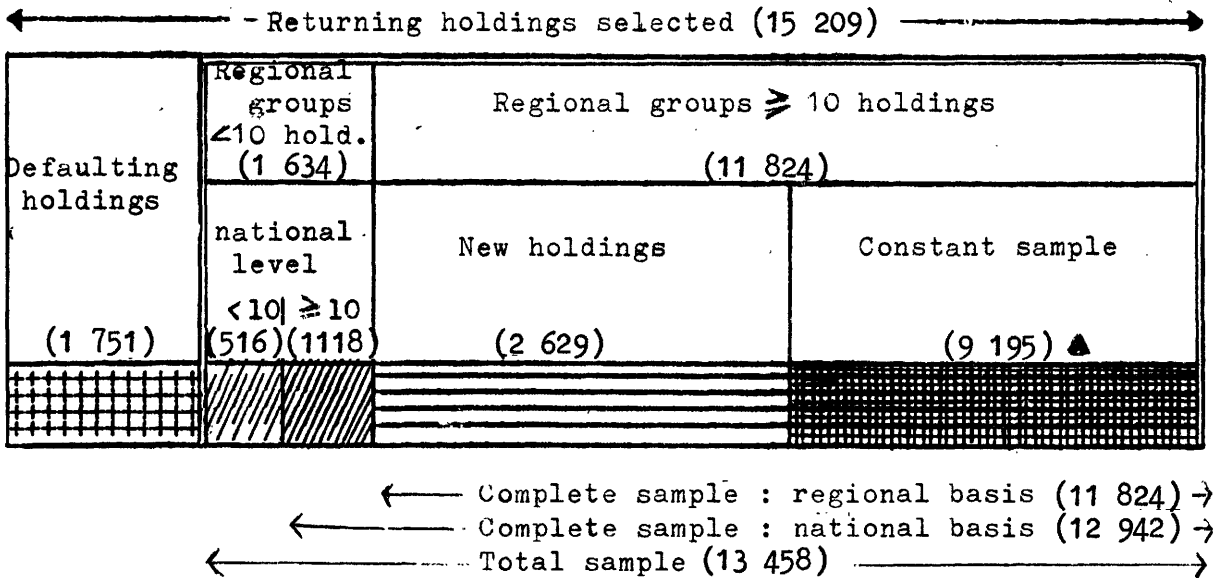 Returning holdings selected (15 209)
Defaulting
holdings
(1 751)
Regional
groups
<10 hold.
(1 634)
Regional groups ⩾ 10 holdings
(11 824)
national
level
<10| ⩾10
(516)(1118)
New holdings
(2 629)
Constant sample
(9 195) ▲
Complete sample : regional basis (11 824)
Complete sample : national basis (12 942)
Total sample (13 458)